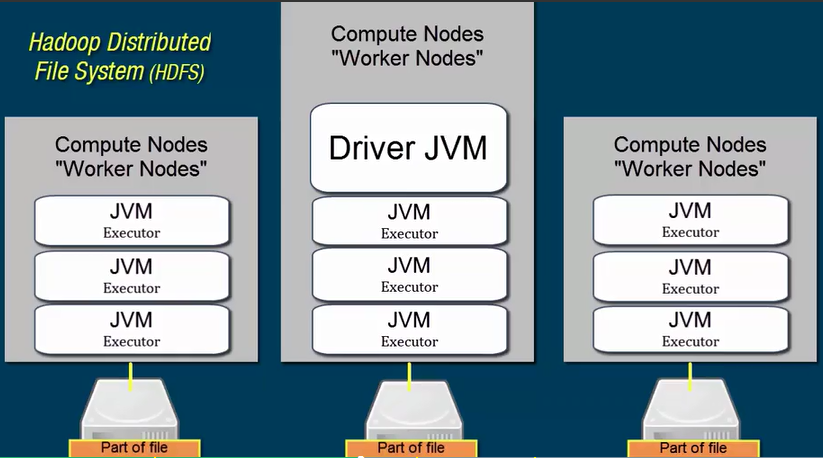 Hadoop Distributed
File System (HDFS)
Compute Nodes
"Worker Nodes"
JVM
Executor
JVM
Executor
JVM
Executor
Part of file
Compute Nodes
"Worker Nodes"
Driver JVM
JVM
Executor
JVM
Executor
JVM
Executor
Part of file
Compute Nodes
"Worker Nodes"
JVM
Executor
JVM
Executor
JVM
Executor
Part of file